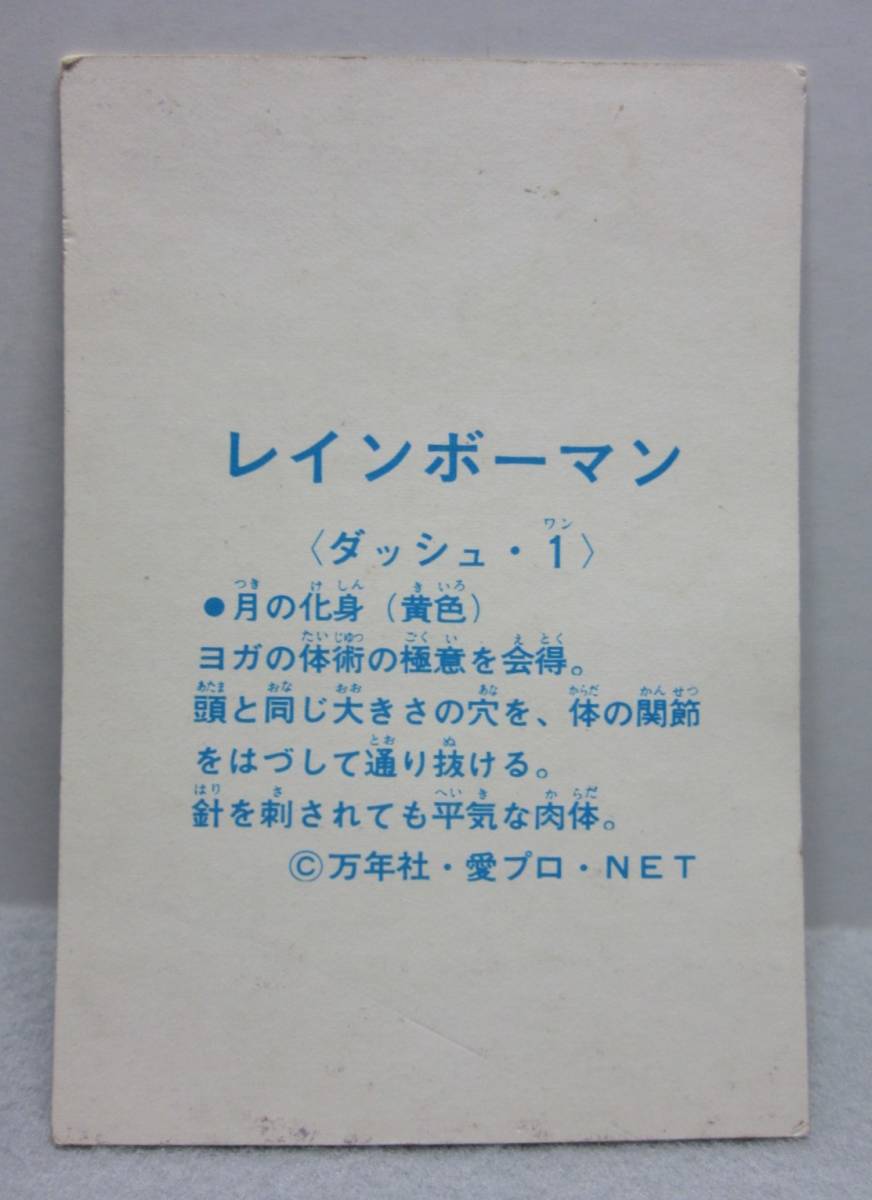 レインボーマン
〈ダッシュ・1〉
●月の化身（黄色）
ヨガの体術の極意を会得。
頭と同じ大きさの穴を、体の関節
をはづして通り抜ける。
針を刺されても平気な肉体。
©万年社・愛プロ・NET